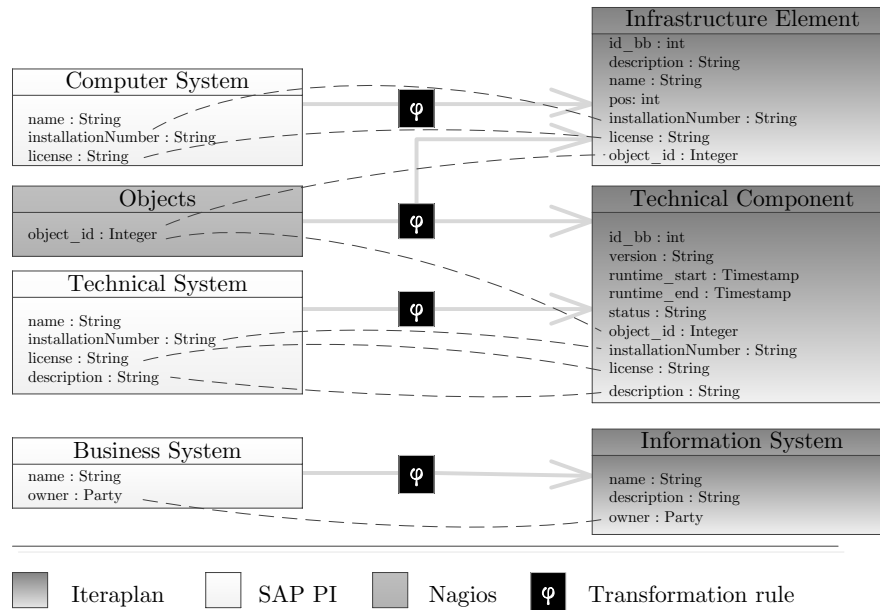 Computer System
name : String
installationNumber : String
license : String
Objects
object_id : Integer
Technical System
name : String
installationNumber : String
license : String
description : String
Business System
name : String
owner : Party
φ
φ
φ
φ
Infrastructure Element
id_bb : int
description : String
name : String
pos: int
installationNumber : String
license : String
object_id : Integer
Technical Component
id_bb : int
version : String
runtime_start : Timestamp
runtime_end : Timestamp
status : String
object_id : Integer
installationNumber : String
license : String
description : String
Information System
name : String
description : String
owner : Party
Iteraplan
SAP PI
Nagios
φ Transformation rule